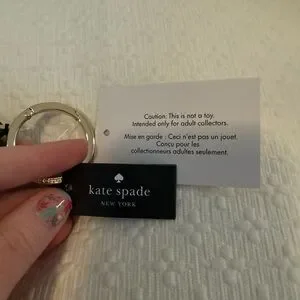 Caution: This is not a toy.
Intended only for adult collectors.
Mise en garde : Ceci n'est pas un jouet.
Conçu pour les
collectionneurs adultes seulement.
kate spade
NEW YORK